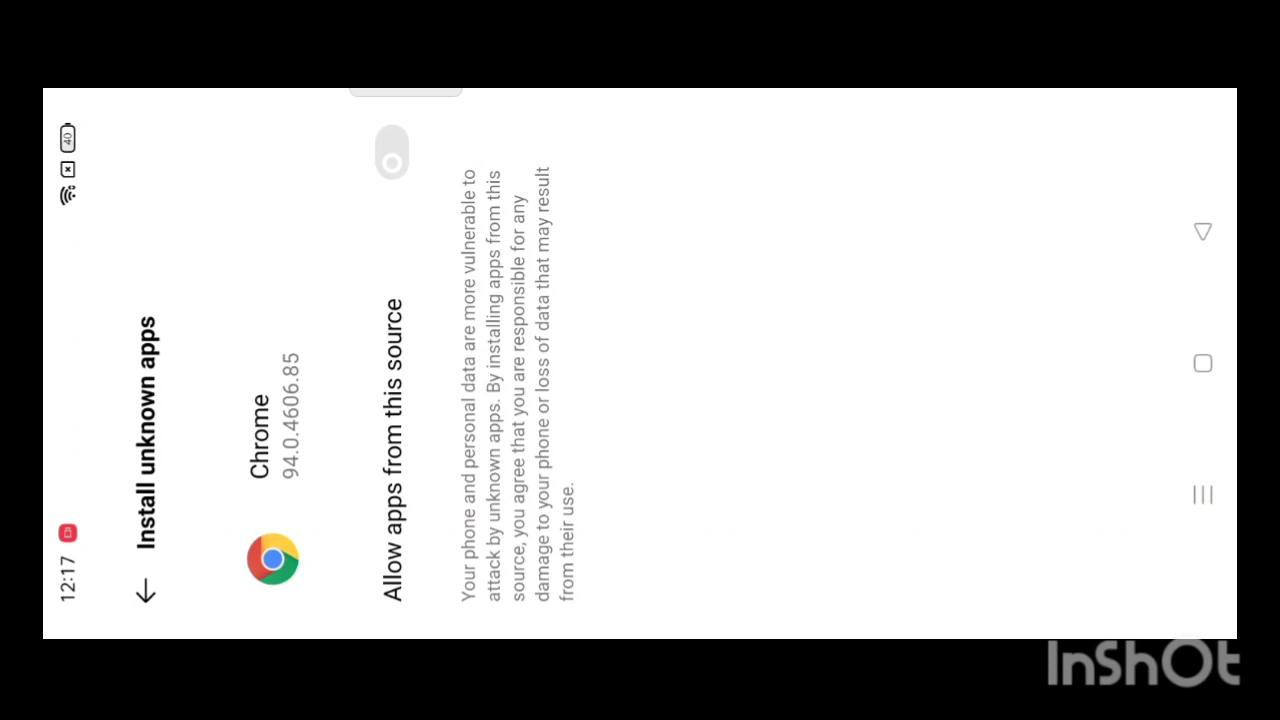 12:17
40
Install unknown apps
Chrome
94.0.4606.85
Allow apps from this source
Your phone and personal data are more vulnerable to
attack by unknown apps. By installing apps from this
source, you agree that you are responsible for any
damage to your phone or loss of data that may result
from their use.
InShOt